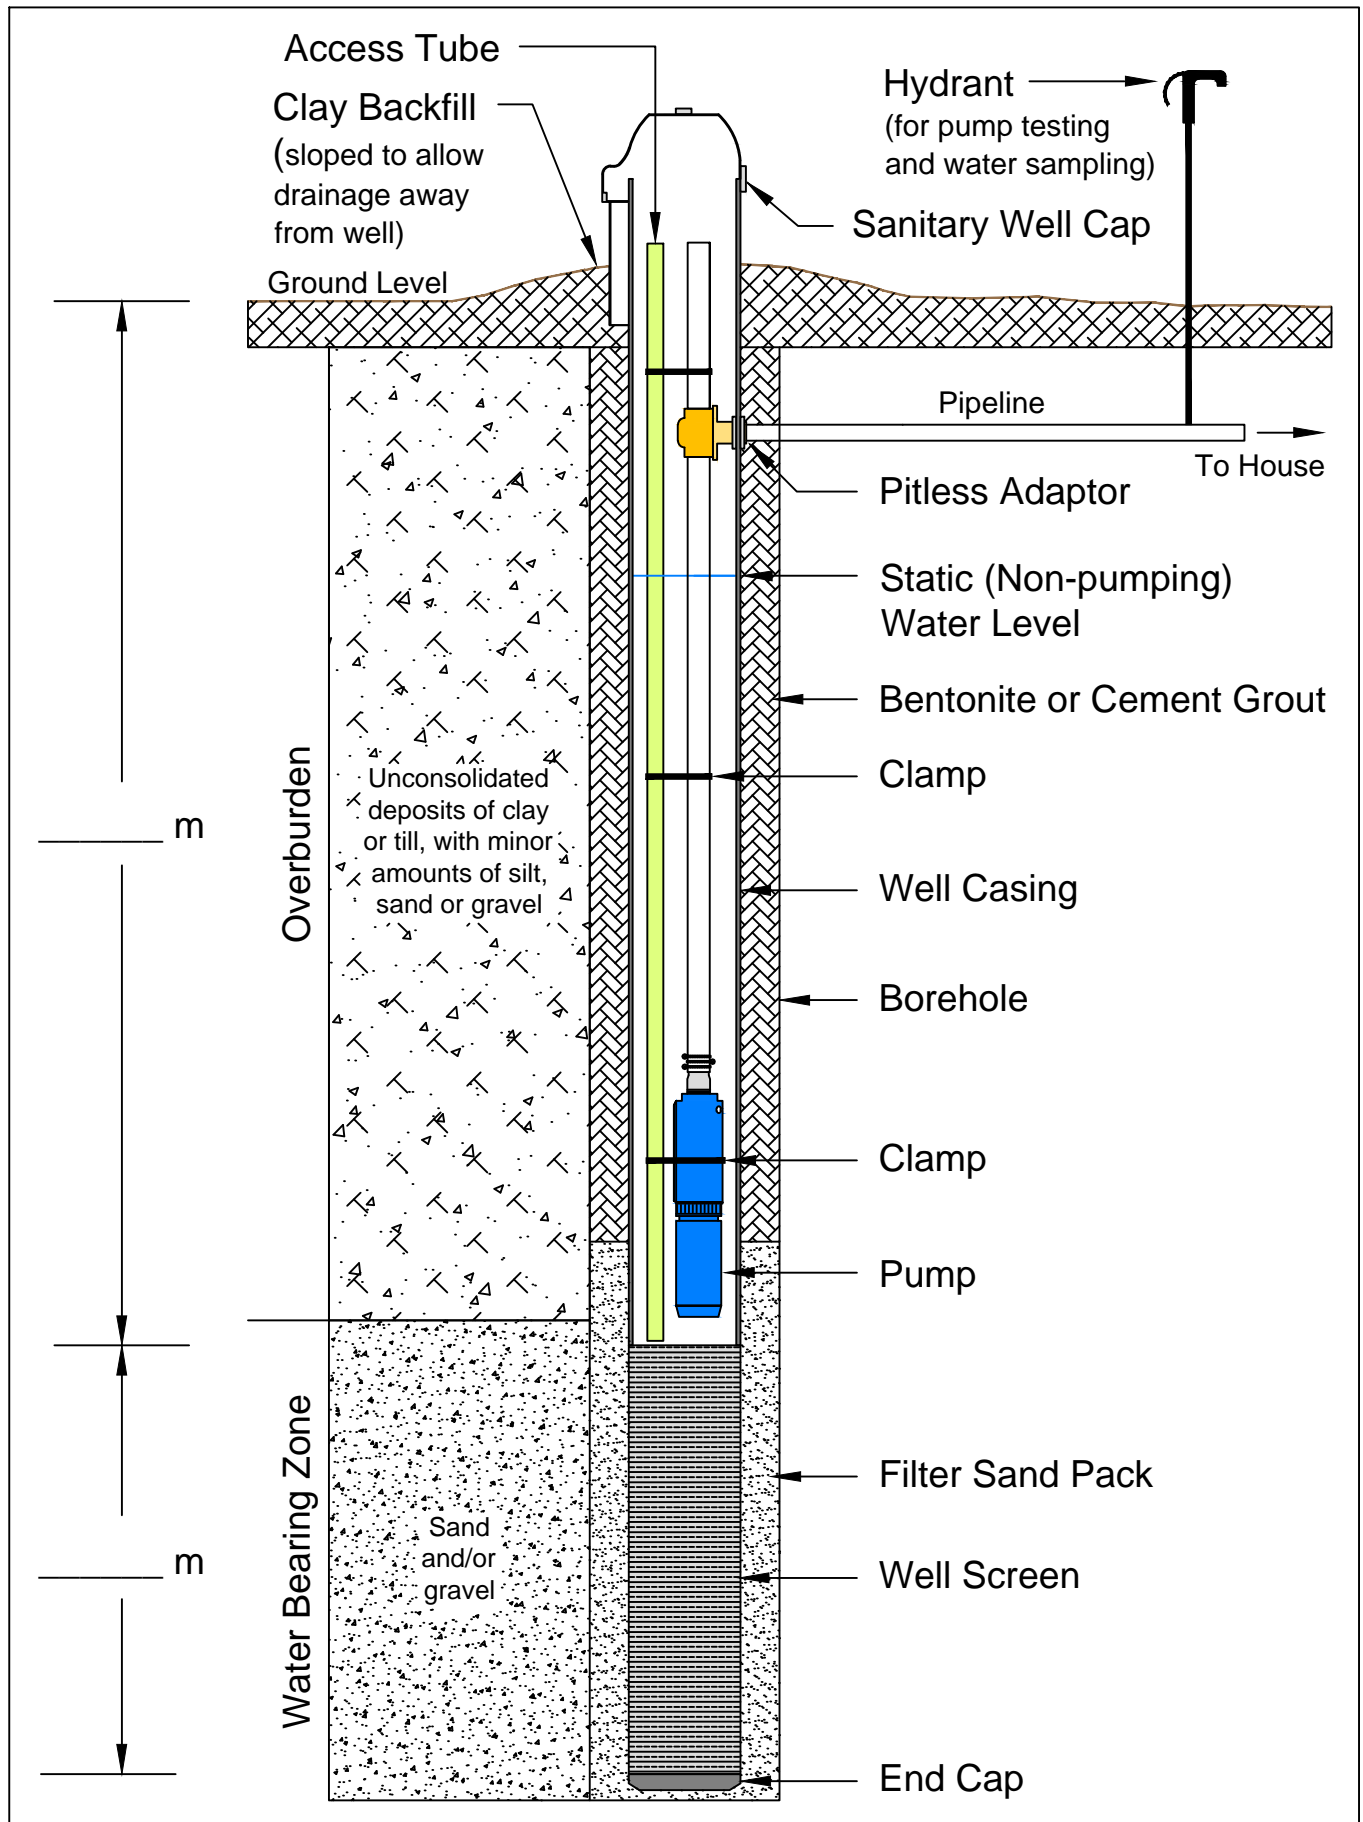 Access Tube
Clay Backfill
(sloped to allow
drainage away
from well)
Ground Level
Hydrant
(for pump testing
and water sampling)
Sanitary Well Cap
Pipeline
To House
Pitless Adaptor
Static (Non-pumping)
Water Level
Bentonite or Cement Grout
Clamp
Well Casing
Borehole
Clamp
Pump
Filter Sand Pack
Well Screen
End Cap
m
Overburden
Unconsolidated
deposits of clay
or till, with minor
amounts of silt,
sand or gravel
m
Water Bearing Zone
Sand
and/or
gravel